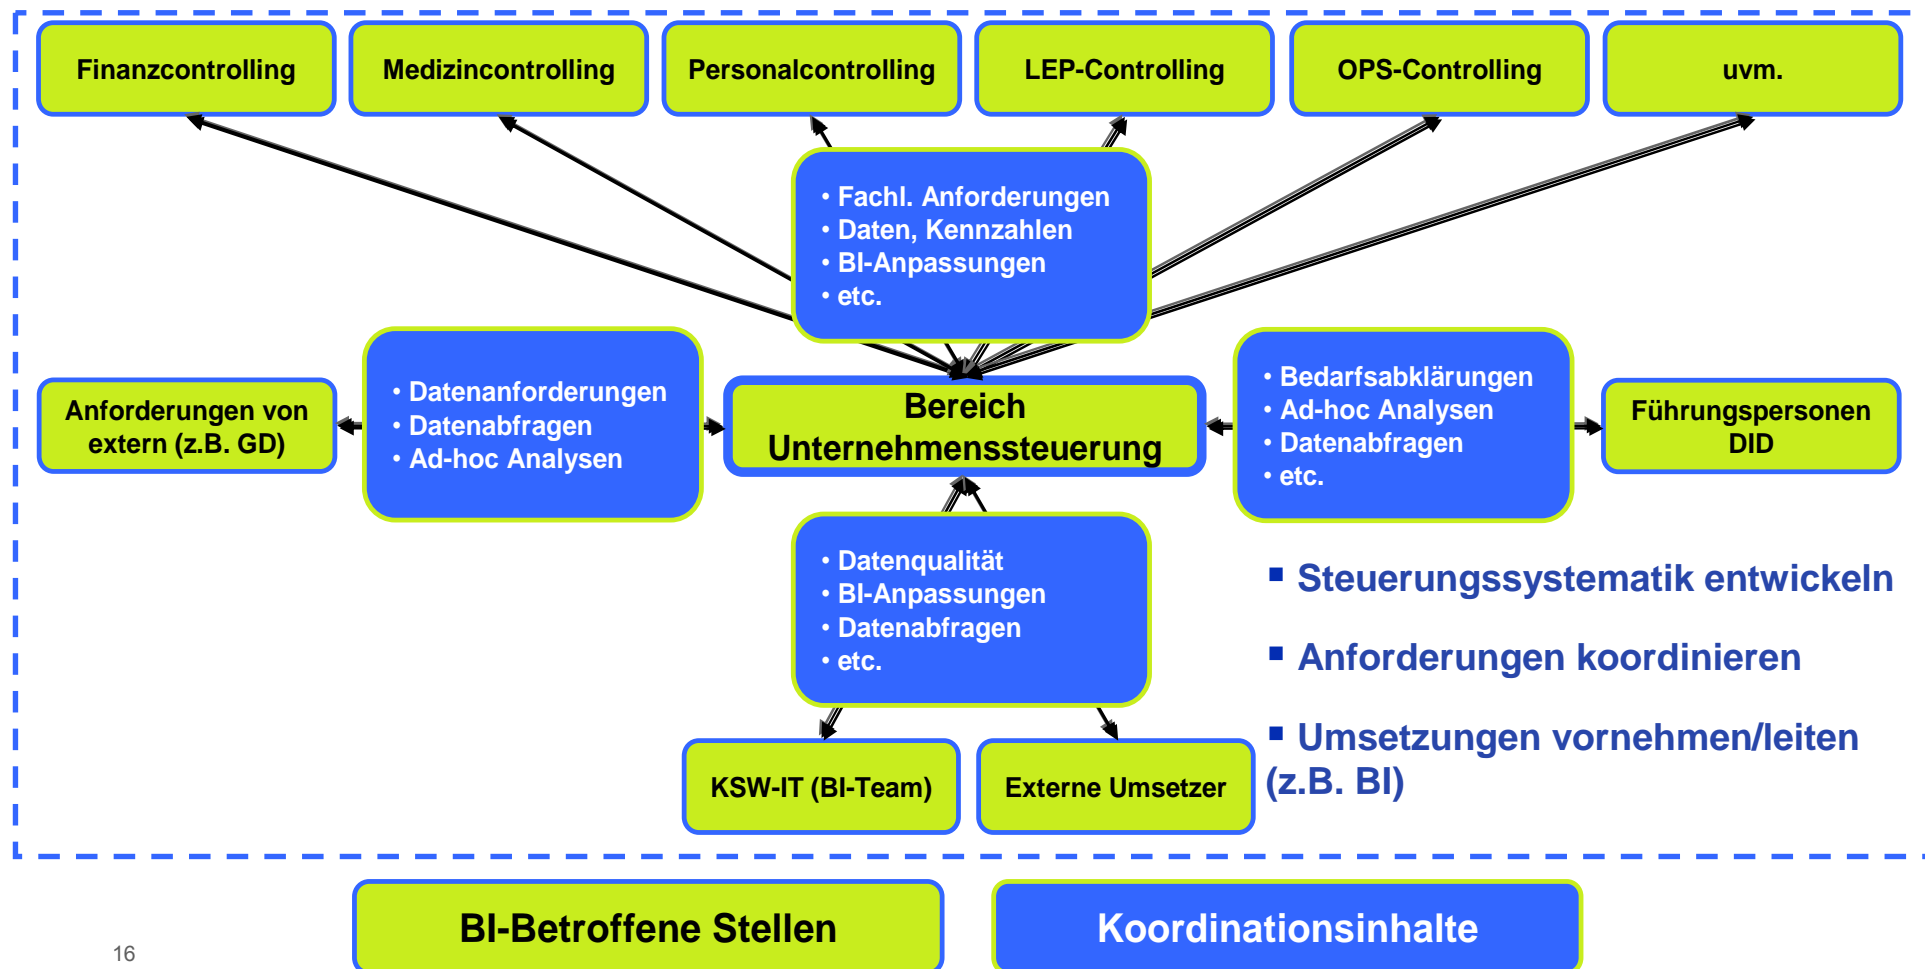 Finanzcontrolling
Medizincontrolling
Personalcontrolling
LEP-Controlling
OPS-Controlling
uvm.
• Fachl. Anforderungen
• Daten, Kennzahlen
• BI-Anpassungen
• etc.
Anforderungen von
extern (z.B. GD)
• Datenanforderungen
• Datenabfragen
• Ad-hoc Analysen
Bereich
Unternehmenssteuerung
• Bedarfsabklärungen
• Ad-hoc Analysen
• Datenabfragen
• etc.
Führungspersonen
DID
• Datenqualität
• BI-Anpassungen
• Datenabfragen
• etc.
▪ Steuerungssystematik entwickeln
▪ Anforderungen koordinieren
▪ Umsetzungen vornehmen/leiten
(z.B. BI)
KSW-IT (BI-Team)
Externe Umsetzer
BI-Betroffene Stellen
Koordinationsinhalte
16